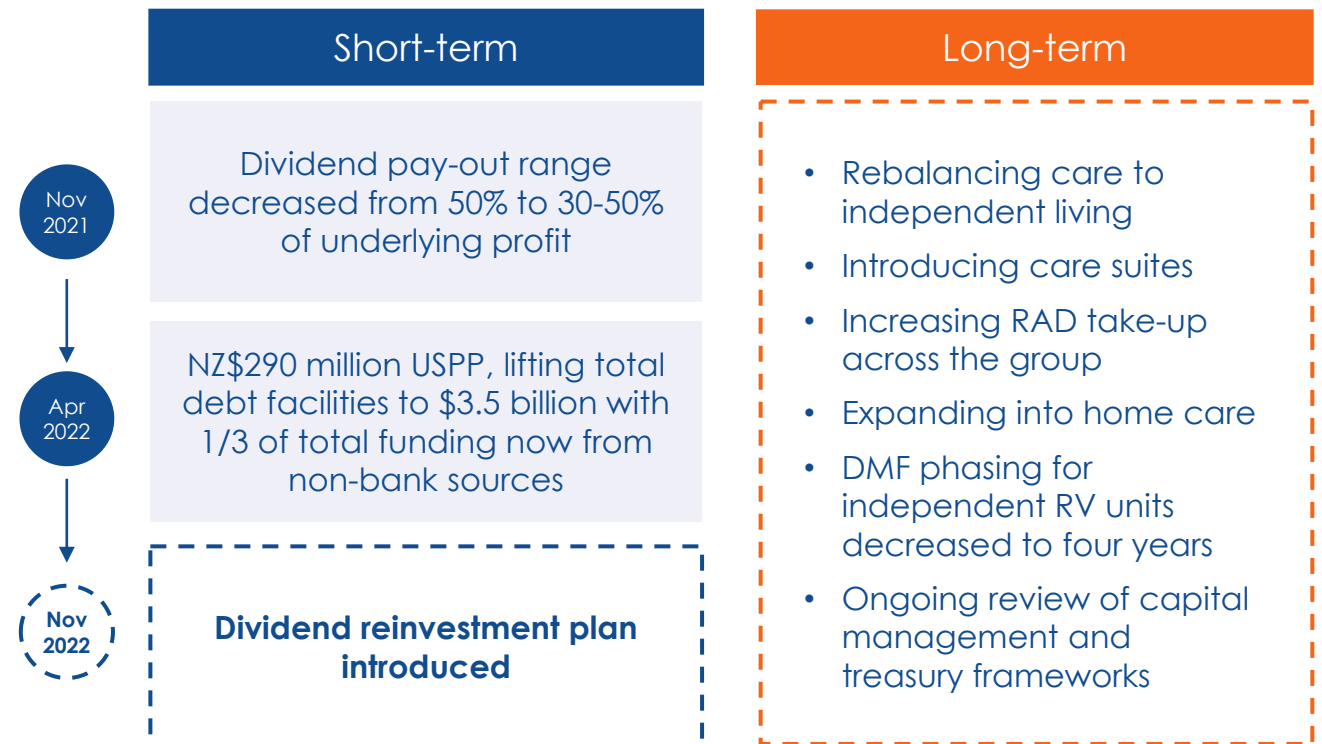 Short-term
Nov
2021
Dividend pay-out range
decreased from 50% to 30-50%
of underlying profit
Apr
2022
NZ$290 million USPP, lifting total
debt facilities to $3.5 billion with
1/3 of total funding now from
non-bank sources
Nov
2022
Dividend reinvestment plan
introduced
Long-term
• Rebalancing care to
independent living
• Introducing care suites
• Increasing RAD take-up
across the group
• Expanding into home care
• DMF phasing for
independent RV units
decreased to four years
• Ongoing review of capital
management and
treasury frameworks